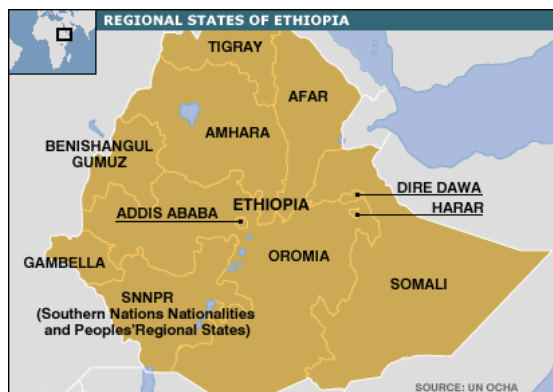 REGIONAL STATES OF ETHIOPIA
TIGRAY
AFAR
AMHARA
BENISHANGUL
GUMUZ
DIRE DAWA
ETHIOPIA
HARAR
ADDIS ABABA
GAMBELLA
OROMIA
SOMALI
SNNPR
(Southern Nations Nationalities
and Peoples'Regional States)
SOURCE: UN OCHA